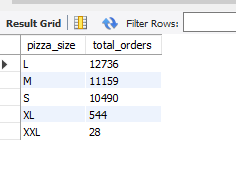 Result Grid Filter Rows:
pizza_size total_orders
L 12736
M 11159
S 10490
XL 544
XXL 28